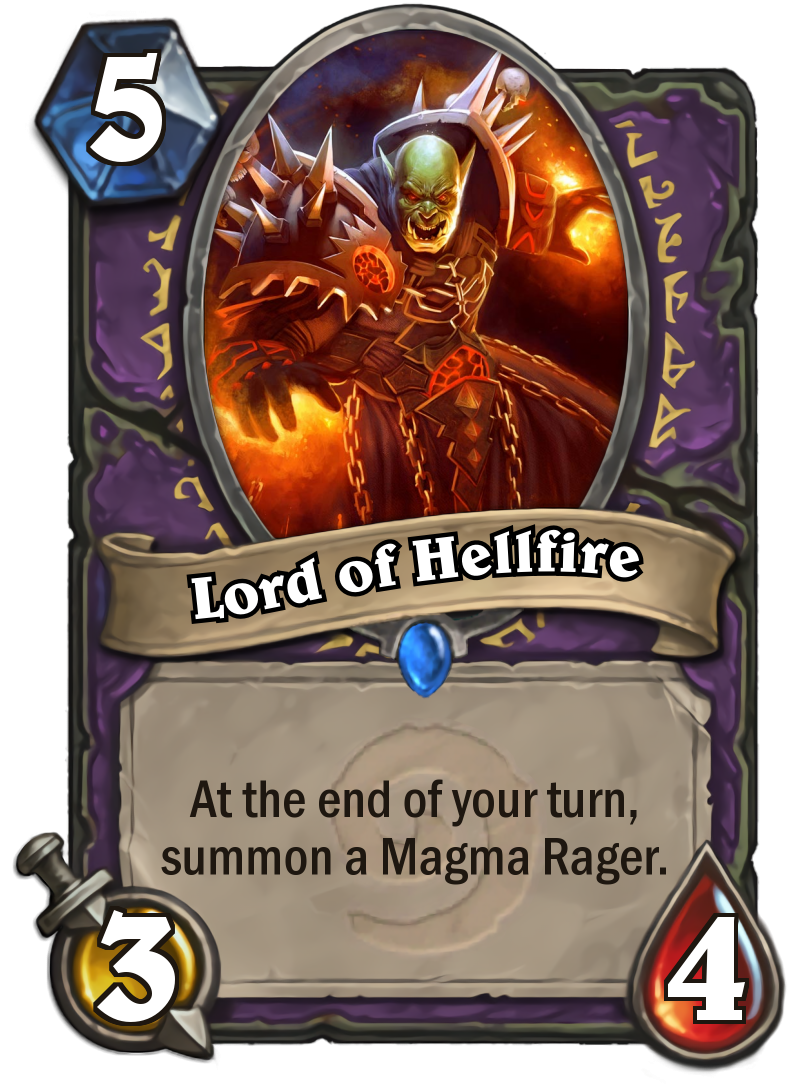 5
Lord of Hellfire
At the end of your turn,
summon a Magma Rager.
3
4